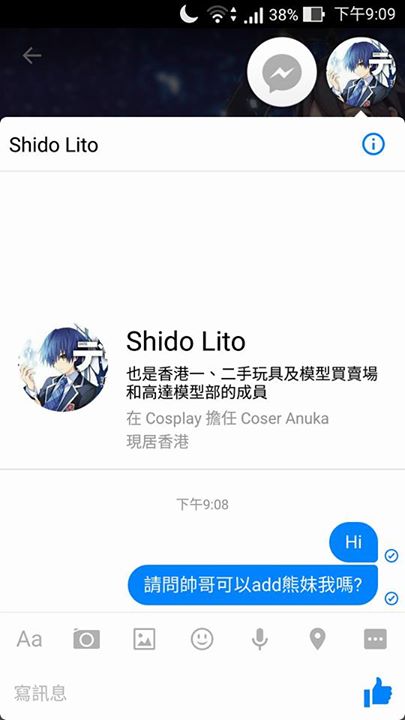 38% 下午9:09
Shido Lito
Shido Lito
也是香港一、二手玩具及模型買賣場
和高達模型部的成員
在 Cosplay 擔任 Coser Anuka
現居香港
下午9:08
Hi
請問帥哥可以add熊妹我嗎?
Aa
寫訊息